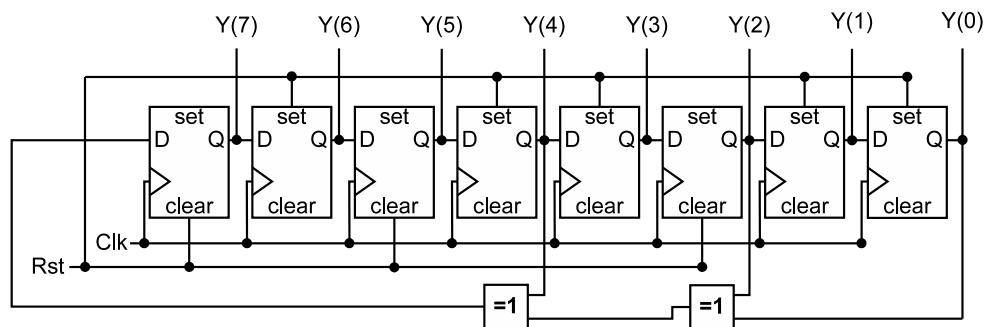 Y(7) Y(6) Y(5) Y(4) Y(3) Y(2) Y(1) Y(0)
set set set set set set set set
D Q D Q D Q D Q D Q D Q D Q D Q
clear clear clear clear clear clear clear clear
Clk
Rst
=1 =1